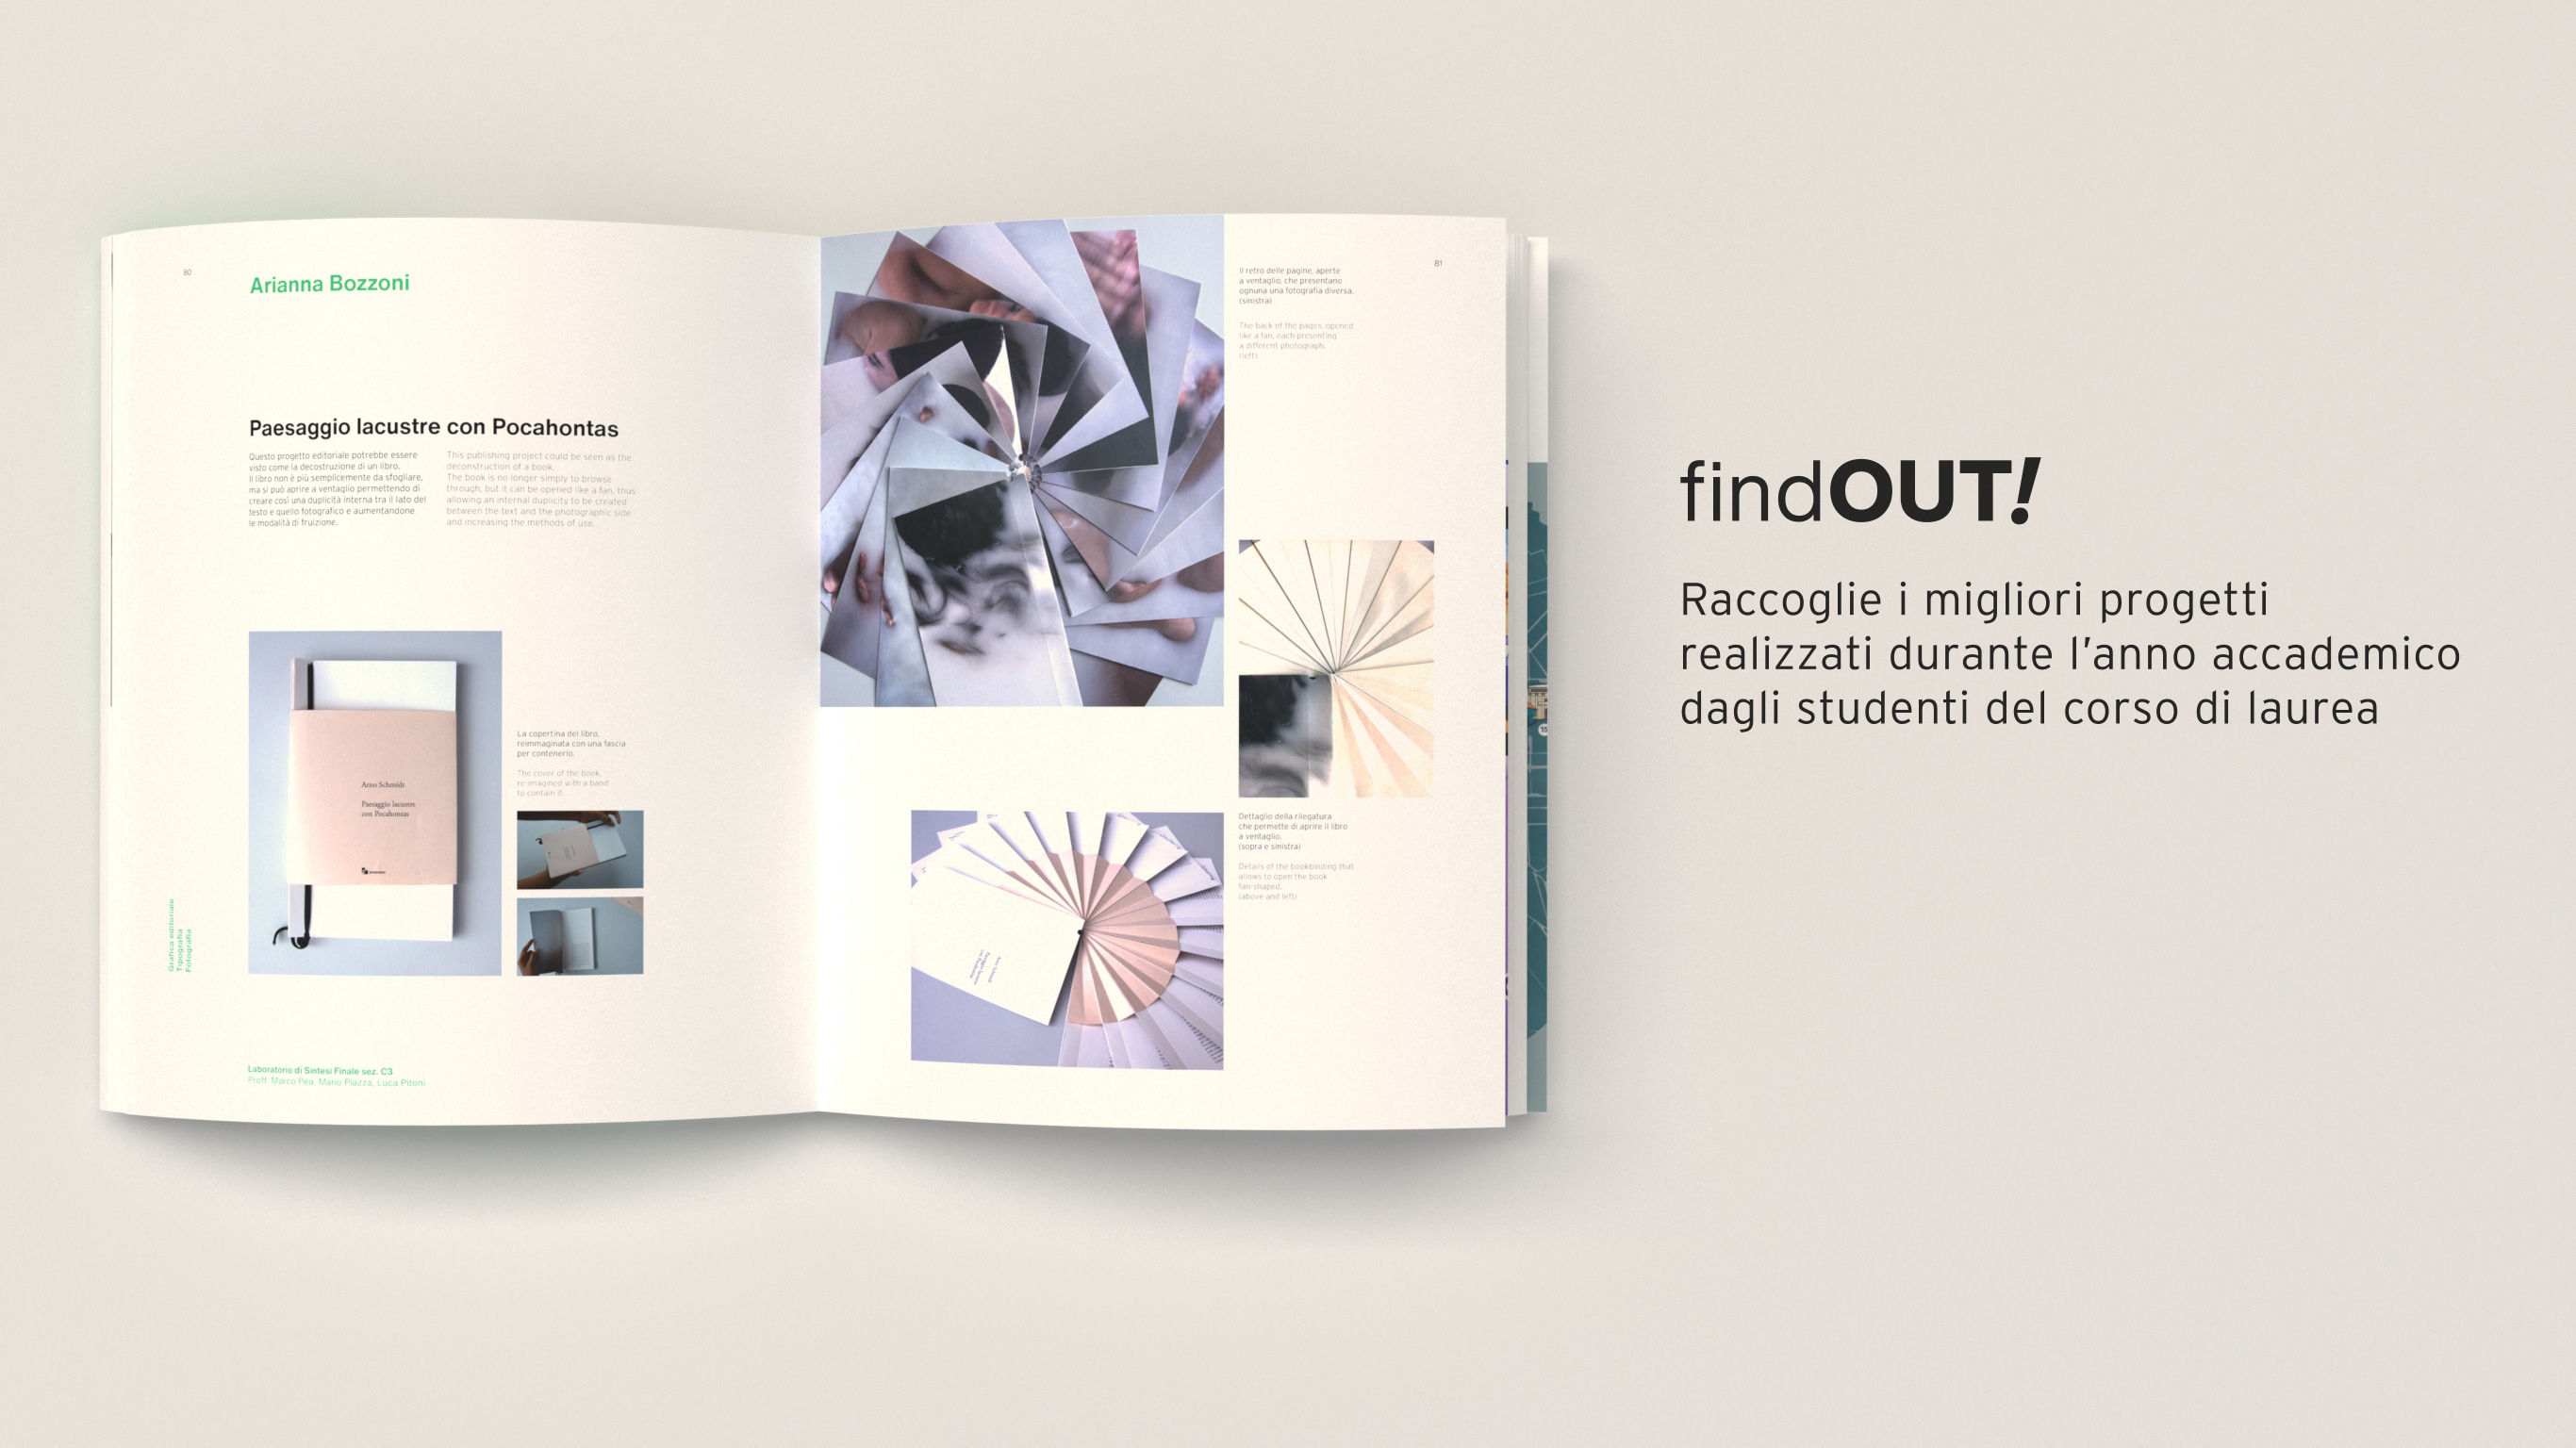 80
Arianna Bozzoni
Paesaggio lacustre con Pocahontas
Questo progetto editoriale potrebbe essere
visto come la decostruzione di un libro.
Il libro non è più semplicemente da sfogliare,
ma si può aprire a ventaglio permettendo di
creare così una duplicità interna tra il lato del
testo e quello fotografico e aumentandone
le modalità di fruizione.
This publishing project could be seen as the
deconstruction of a book.
The book is no longer simply to browse
through, but it can be opened like a fan, thus
allowing an internal duplicity to be created
between the text and the photographic side
and increasing the methods of use.
Arno Schmidt
Paesaggio lacustre
con Pocahontas
La copertina del libro,
reimmaginata con una fascia
per contenerlo.
The cover of the book,
re-imagined with a band
to contain it.
Grafica editoriale
Tipografia
Fotografia
Laboratorio di Sintesi Finale sez. C3
Proff. Marco Pea, Mario Piazza, Luca Pitoni
81
Il retro delle pagine, aperte
a ventaglio, che presentano
ognuna una fotografia diversa.
(sinistra)
The back of the pages, opened
like a fan, each presenting
a different photograph.
(left)
Dettaglio della rilegatura
che permette di aprire il libro
a ventaglio.
(sopra e sinistra)
Details of the bookbinding that
allows to open the book
fan-shaped.
(above and left)
findOUT!
Raccoglie i migliori progetti
realizzati durante l'anno accademico
dagli studenti del corso di laurea